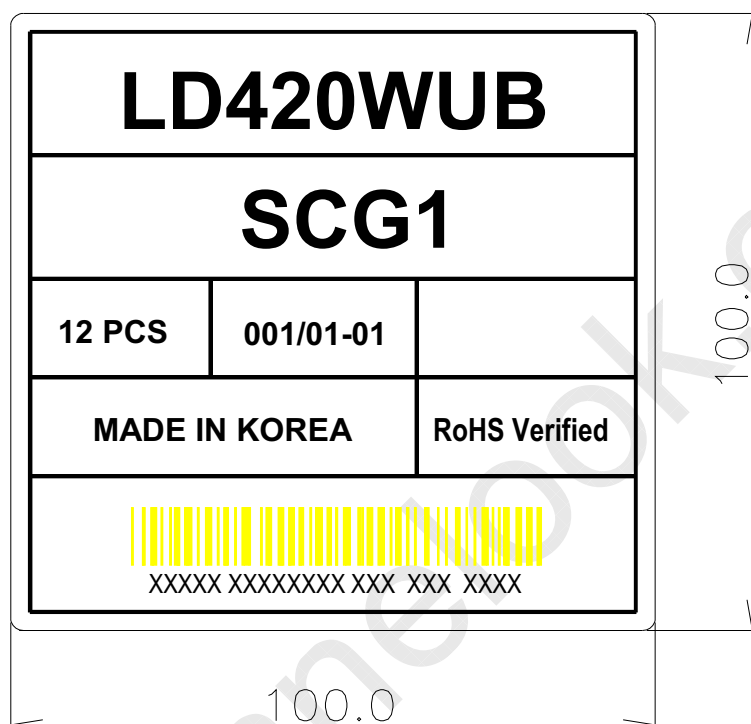 LD420WUB
SCG1
12 PCS
001/01-01
MADE IN KOREA
RoHS Verified
XXXXX XXXXXXXX XXX XXX XXXX
100.0
100.0